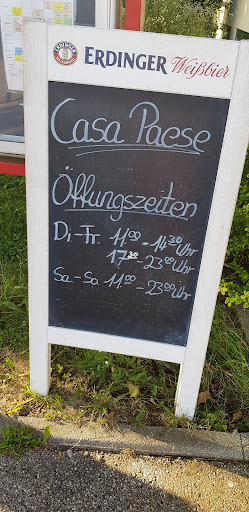 ERDINGER Weißbier
Casa Paese
Öffnungszeiten
Di-Fr. 11⁰⁰-14³⁰ Uhr
17³⁰-23⁰⁰ Uhr
Sa-So. 11⁰⁰-23⁰⁰ Uhr